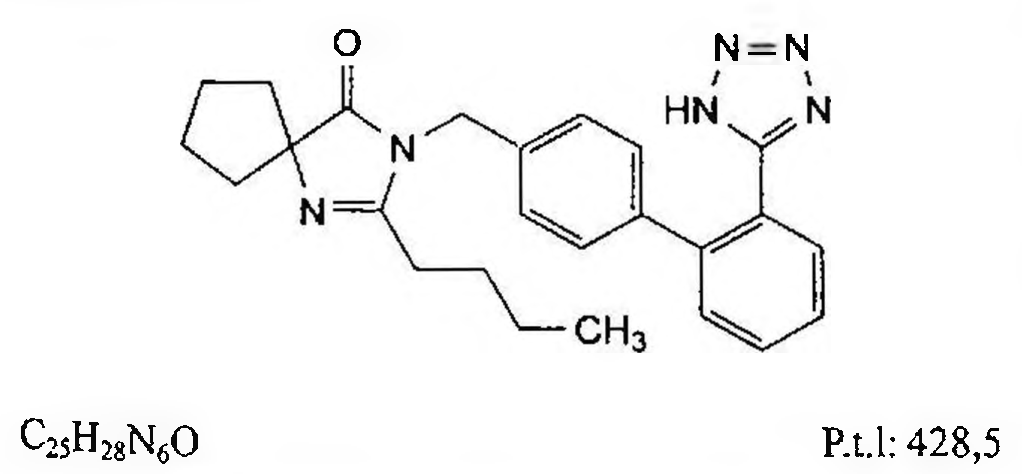 O
N=N
HN
N
N
N
CH₃
C₂₅H₂₈N₆O
P.t.l: 428,5